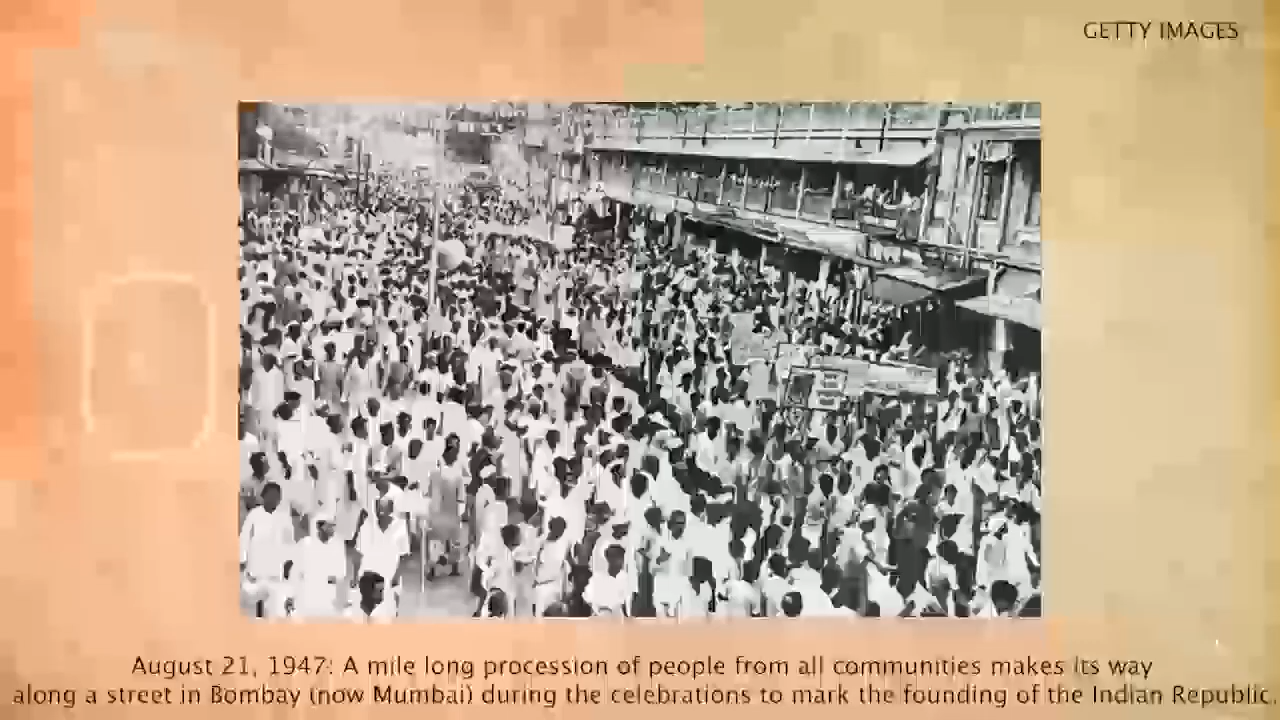 GETTY IMAGES
August 21, 1947: A mile long procession of people from all communities makes its way
along a street in Bombay (now Mumbai) during the celebrations to mark the founding of the Indian Republic.